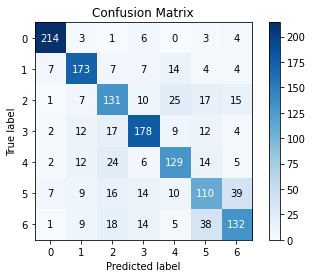 Confusion Matrix
0 214 3 1 6 0 3 4
1 7 173 7 7 14 4 4
2 1 7 131 10 25 17 15
3 2 12 17 178 9 12 4
4 2 12 24 6 129 14 5
5 7 9 16 14 10 110 39
6 1 9 18 14 5 38 132
0 1 2 3 4 5 6
Predicted label
True label
200
175
150
125
100
75
50
25
0